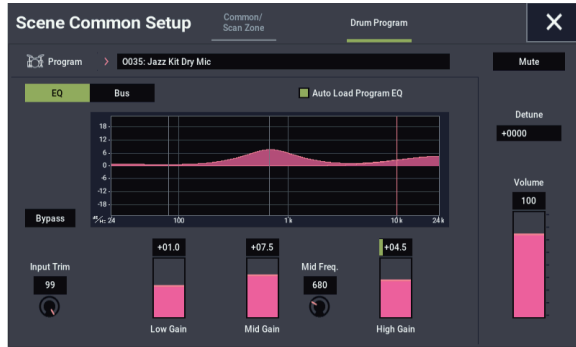 Scene Common Setup
Common/
Scan Zone
Drum Program
Program
O035: Jazz Kit Dry Mic
Mute
EQ
Bus
Auto Load Program EQ
Detune
+0000
18
12
6
0
-6
-12
-18
24
100
1k
10k
24k
Volume
100
Bypass
+01.0
+07.5
+04.5
Input Trim
99
Mid Freq.
680
Low Gain
Mid Gain
High Gain